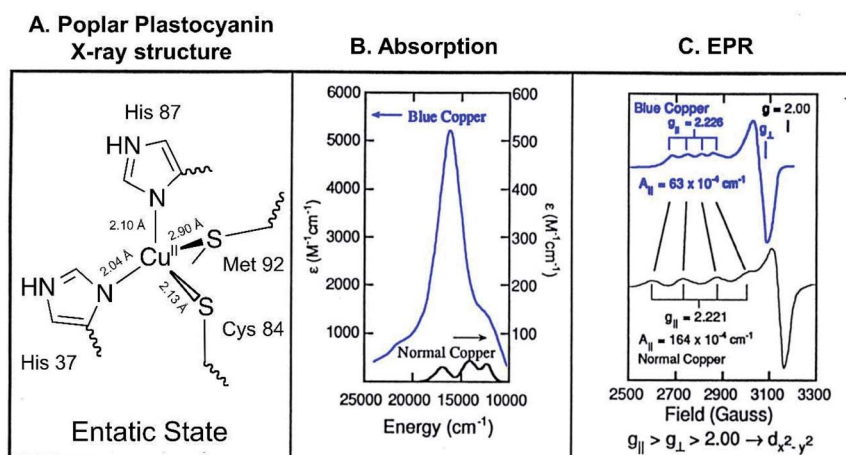 A. Poplar Plastocyanin
X-ray structure
His 87
HN
N
2.10 Å
2.90 Å
S
Cu^II
Met 92
2.04 Å
2.13 Å
HN
N
S
Cys 84
His 37
Entatic State
B. Absorption
6000
600
Blue Copper
5000
500
4000
400
3000
300
2000
200
1000
100
Normal Copper
ε (M⁻¹cm⁻¹)
ε (M⁻¹cm⁻¹)
25000 20000 15000 10000
Energy (cm⁻¹)
C. EPR
Blue Copper
g = 2.00
g∥ = 2.226
g⊥
A∥ = 63 x 10⁻⁴ cm⁻¹
g∥ = 2.221
A∥ = 164 x 10⁻⁴ cm⁻¹
Normal Copper
2500 2700 2900 3100 3300
Field (Gauss)
g∥ > g⊥ > 2.00 → d_x²-y²